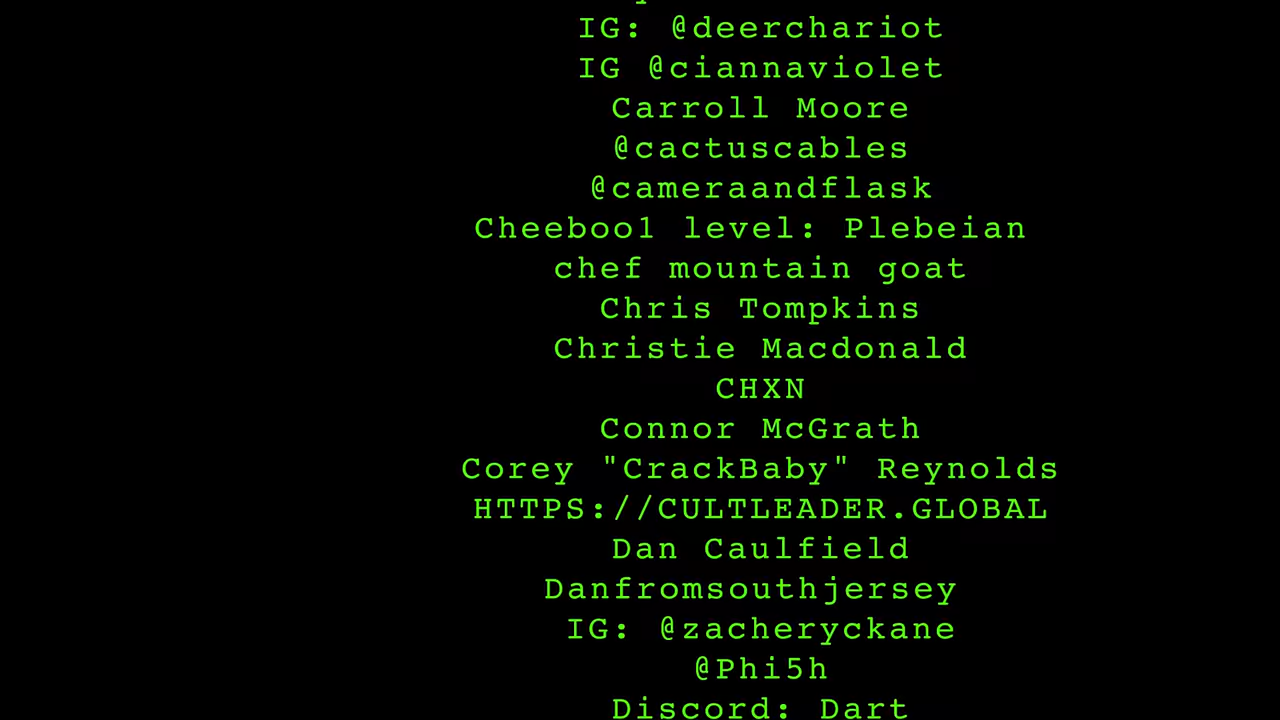 IG: @deerchariot
IG @ciannaviolet
Carroll Moore
@cactuscables
@cameraandflask
Cheeboo1 level: Plebeian
chef mountain goat
Chris Tompkins
Christie Macdonald
CHXN
Connor McGrath
Corey "CrackBaby" Reynolds
HTTPS://CULTLEADER.GLOBAL
Dan Caulfield
Danfromsouthjersey
IG: @zacheryckane
@Phi5h
Discord: Dart